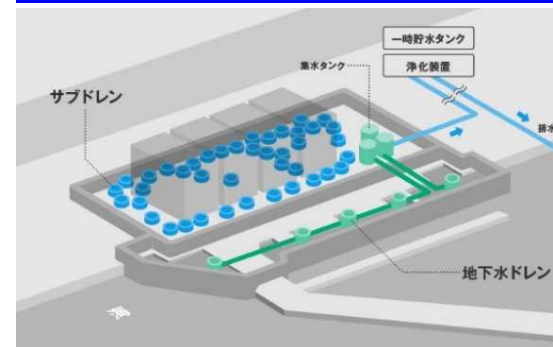 一時貯水タンク
浄化装置
集水タンク
サブドレン
排水
地下水ドレン
海